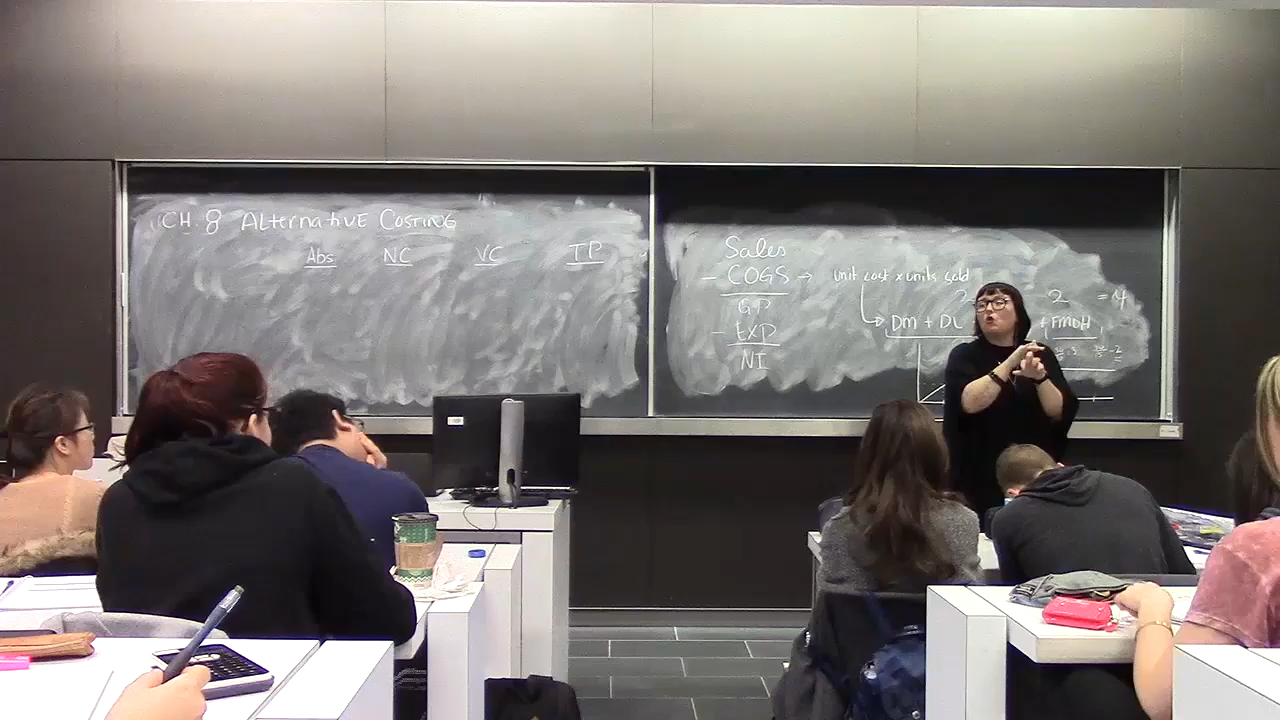 CH. 8 Alternative Costing
Abs NC VC TP
Sales
- COGS → unit cost x units sold
GP
- EXP
NI
2 = 4
Dm + DL + FMOH